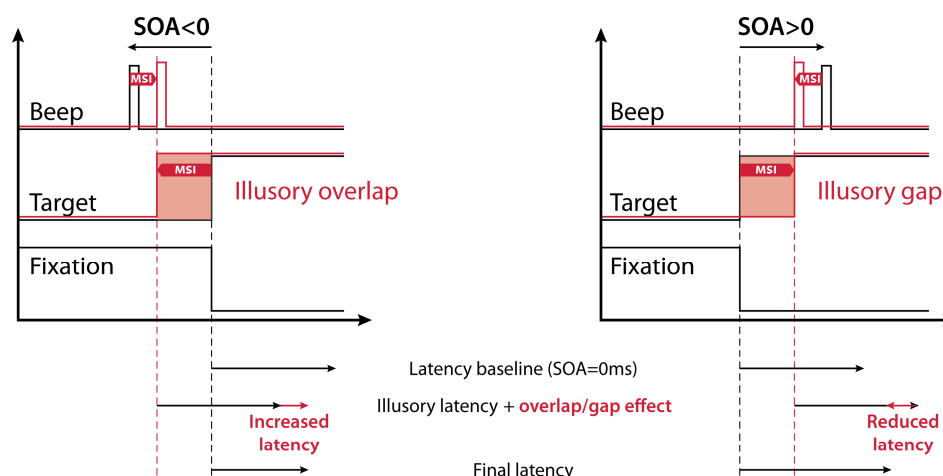 SOA<0
SOA>0
MSI
MSI
Beep
Beep
MSI
MSI
Illusory overlap
Illusory gap
Target
Target
Fixation
Fixation
Latency baseline (SOA=0ms)
Illusory latency + overlap/gap effect
Increased
latency
Reduced
latency
Final latency